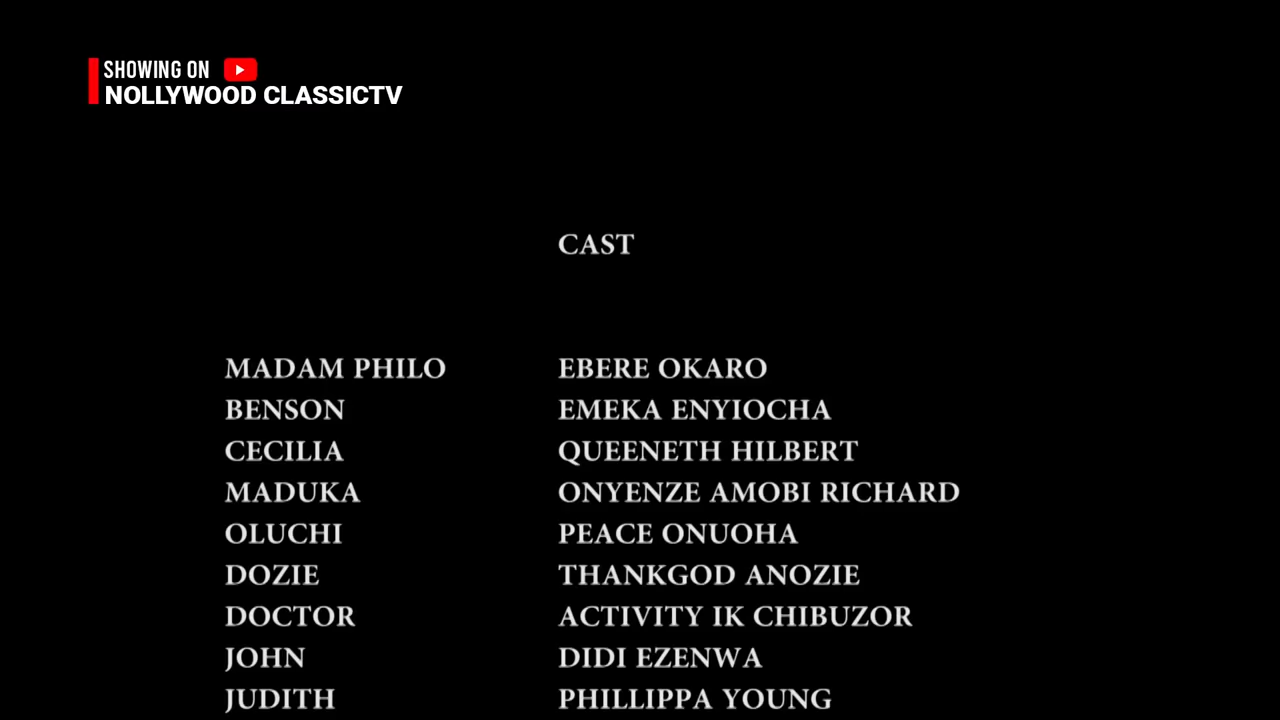 SHOWING ON
NOLLYWOOD CLASSICTV
CAST
MADAM PHILO EBERE OKARO
BENSON EMEKA ENYIOCHA
CECILIA QUEENETH HILBERT
MADUKA ONYENZE AMOBI RICHARD
OLUCHI PEACE ONUOHA
DOZIE THANKGOD ANOZIE
DOCTOR ACTIVITY IK CHIBUZOR
JOHN DIDI EZENWA
JUDITH PHILLIPPA YOUNG